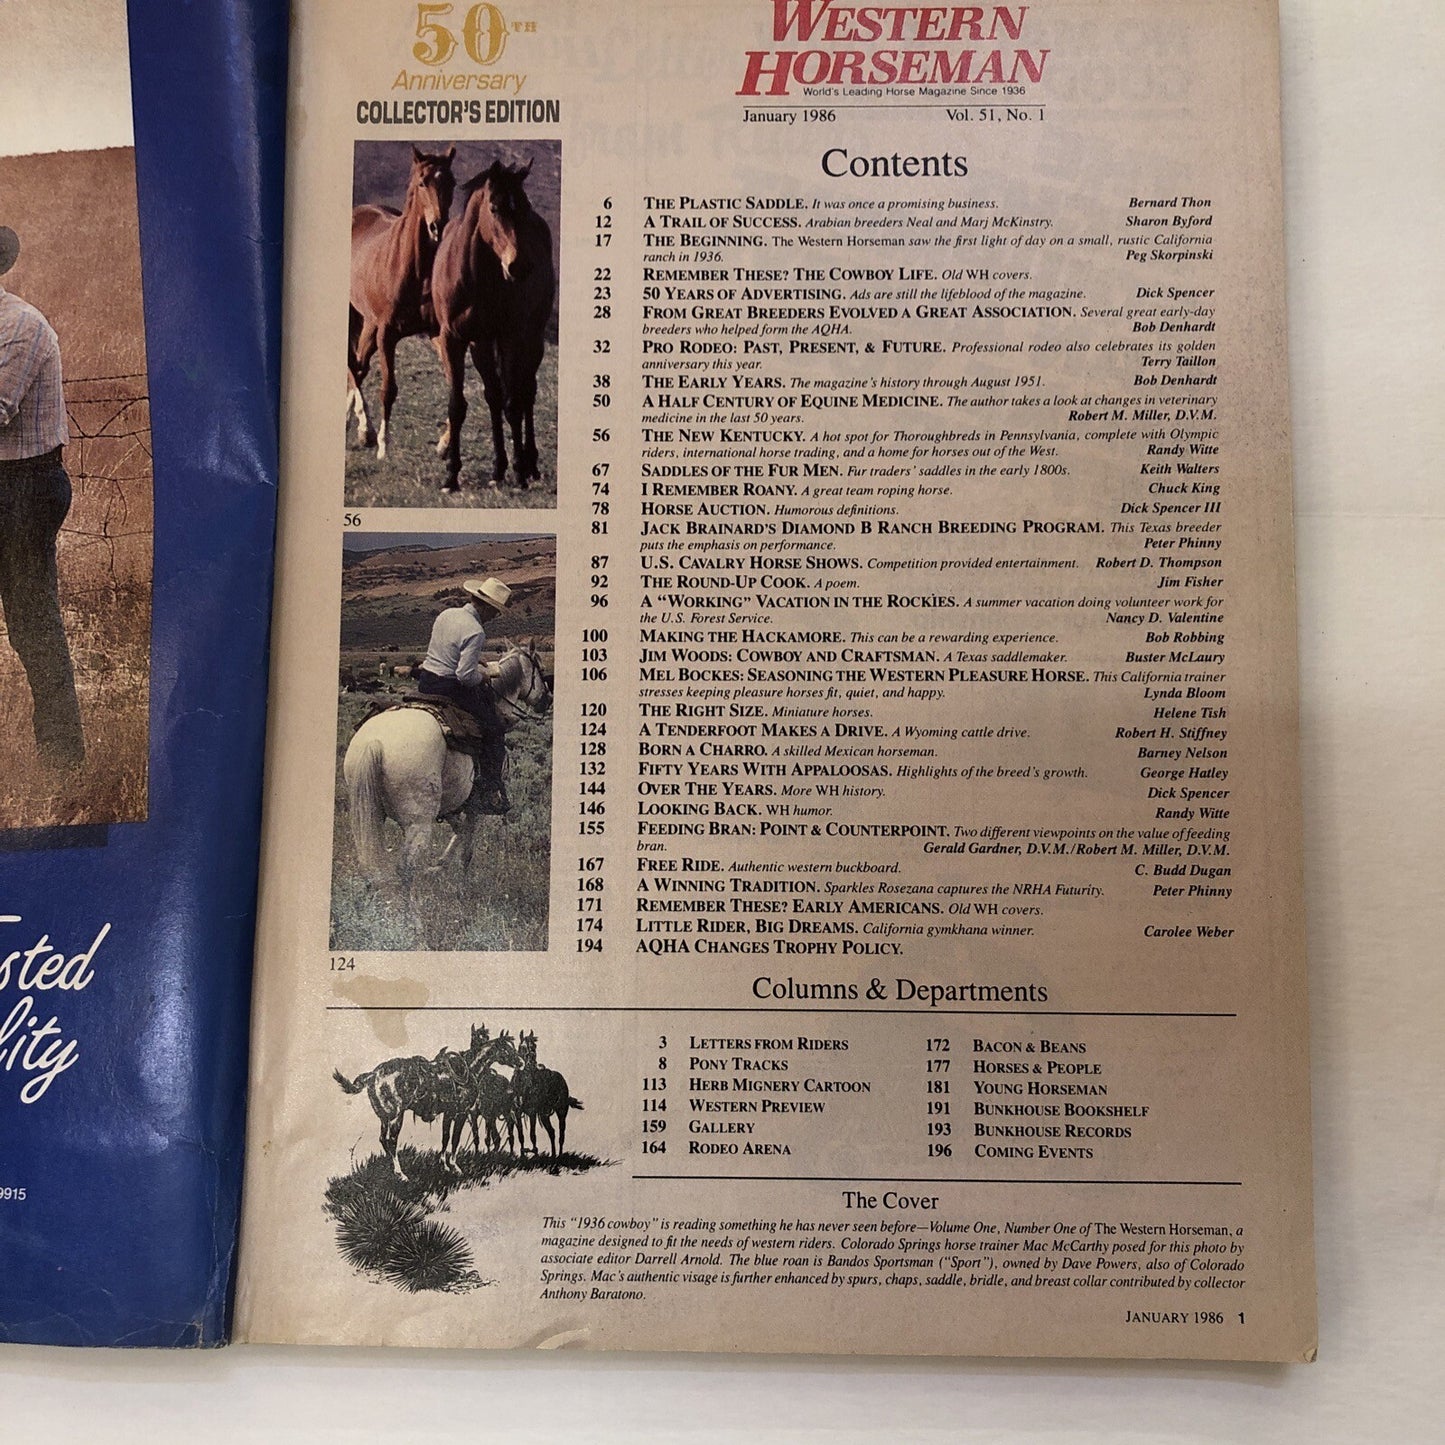 50TH
Anniversary
COLLECTOR'S EDITION
WESTERN
HORSEMAN
World's Leading Horse Magazine Since 1936
January 1986 Vol. 51, No. 1
Contents
6 THE PLASTIC SADDLE. It was once a promising business. Bernard Thon
12 A TRAIL OF SUCCESS. Arabian breeders Neal and Marj McKinstry. Sharon Byford
17 THE BEGINNING. The Western Horseman saw the first light of day on a small, rustic California
ranch in 1936. Peg Skorpinski
22 REMEMBER THESE? THE COWBOY LIFE. Old WH covers.
23 50 YEARS OF ADVERTISING. Ads are still the lifeblood of the magazine. Dick Spencer
28 FROM GREAT BREEDERS EVOLVED A GREAT ASSOCIATION. Several great early-day
breeders who helped form the AQHA. Bob Denhardt
32 PRO RODEO: PAST, PRESENT, & FUTURE. Professional rodeo also celebrates its golden
anniversary this year. Terry Taillon
38 THE EARLY YEARS. The magazine's history through August 1951. Bob Denhardt
50 A HALF CENTURY OF EQUINE MEDICINE. The author takes a look at changes in veterinary
medicine in the last 50 years. Robert M. Miller, D.V.M.
56 THE NEW KENTUCKY. A hot spot for Thoroughbreds in Pennsylvania, complete with Olympic
riders, international horse trading, and a home for horses out of the West. Randy Witte
67 SADDLES OF THE FUR MEN. Fur traders' saddles in the early 1800s. Keith Walters
74 I REMEMBER ROANY. A great team roping horse. Chuck King
78 HORSE AUCTION. Humorous definitions. Dick Spencer III
81 JACK BRAINARD'S DIAMOND B RANCH BREEDING PROGRAM. This Texas breeder
puts the emphasis on performance. Peter Phinny
87 U.S. CAVALRY HORSE SHOWS. Competition provided entertainment. Robert D. Thompson
92 THE ROUND-UP COOK. A poem. Jim Fisher
96 A "WORKING" VACATION IN THE ROCKIES. A summer vacation doing volunteer work for
the U.S. Forest Service. Nancy D. Valentine
100 MAKING THE HACKAMORE. This can be a rewarding experience. Bob Robbing
103 JIM WOODS: COWBOY AND CRAFTSMAN. A Texas saddlemaker. Buster McLaury
106 MEL BOCKES: SEASONING THE WESTERN PLEASURE HORSE. This California trainer
stresses keeping pleasure horses fit, quiet, and happy. Lynda Bloom
120 THE RIGHT SIZE. Miniature horses. Helene Tish
124 A TENDERFOOT MAKES A DRIVE. A Wyoming cattle drive. Robert H. Stiffney
128 BORN A CHARRO. A skilled Mexican horseman. Barney Nelson
132 FIFTY YEARS WITH APPALOOSAS. Highlights of the breed's growth. George Hatley
144 OVER THE YEARS. More WH history. Dick Spencer
146 LOOKING BACK. WH humor. Randy Witte
155 FEEDING BRAN: POINT & COUNTERPOINT. Two different viewpoints on the value of feeding
bran. Gerald Gardner, D.V.M./Robert M. Miller, D.V.M.
167 FREE RIDE. Authentic western buckboard. C. Budd Dugan
168 A WINNING TRADITION. Sparkles Rosezana captures the NRHA Futurity. Peter Phinny
171 REMEMBER THESE? EARLY AMERICANS. Old WH covers.
174 LITTLE RIDER, BIG DREAMS. California gymkhana winner. Carolee Weber
194 AQHA CHANGES TROPHY POLICY.
56
124
Columns & Departments
3 LETTERS FROM RIDERS
8 PONY TRACKS
113 HERB MIGNERY CARTOON
114 WESTERN PREVIEW
159 GALLERY
164 RODEO ARENA
172 BACON & BEANS
177 HORSES & PEOPLE
181 YOUNG HORSEMAN
191 BUNKHOUSE BOOKSHELF
193 BUNKHOUSE RECORDS
196 COMING EVENTS
The Cover
This "1936 cowboy" is reading something he has never seen before—Volume One, Number One of The Western Horseman, a
magazine designed to fit the needs of western riders. Colorado Springs horse trainer Mac McCarthy posed for this photo by
associate editor Darrell Arnold. The blue roan is Bandos Sportsman ("Sport"), owned by Dave Powers, also of Colorado
Springs. Mac's authentic visage is further enhanced by spurs, chaps, saddle, bridle, and breast collar contributed by collector
Anthony Baratono.
JANUARY 1986 1
9915